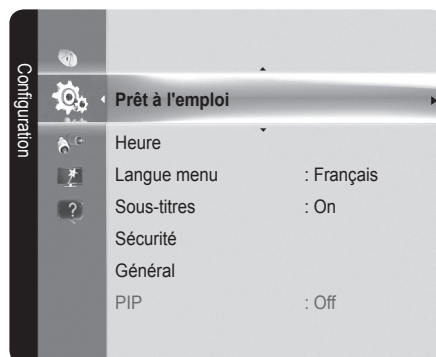 Configuration
Prêt à l'emploi
Heure
Langue menu : Français
Sous-titres : On
Sécurité
Général
PIP : Off